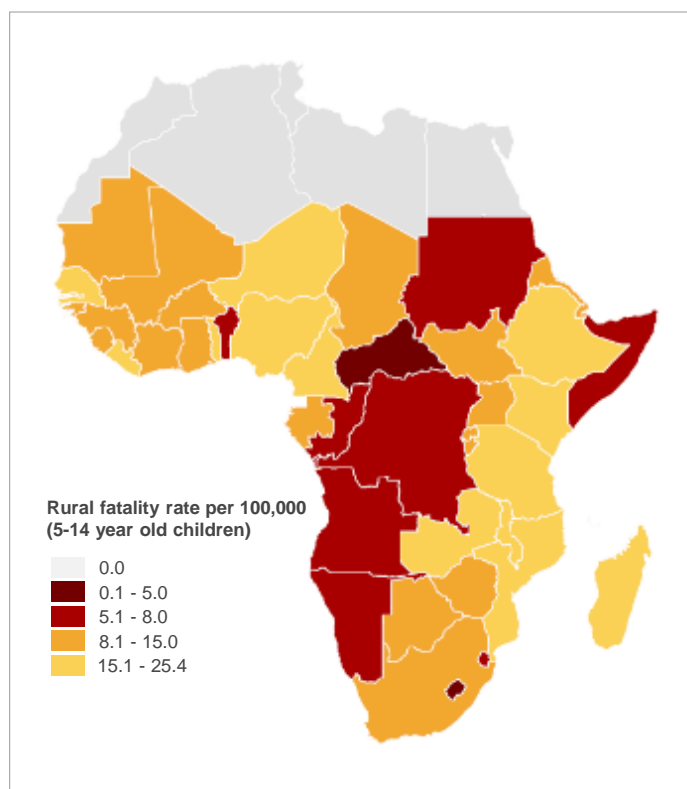 Rural fatality rate per 100,000
(5-14 year old children)
0.0
0.1 - 5.0
5.1 - 8.0
8.1 - 15.0
15.1 - 25.4